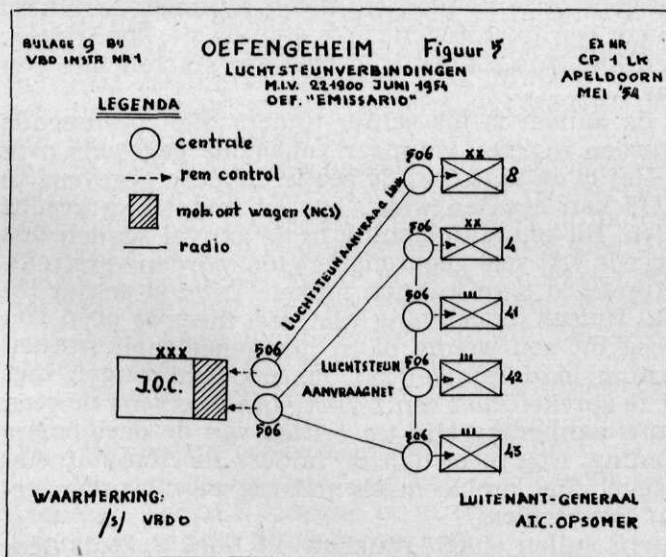 BIJLAGE 9 BIJ
VBD INSTR NR 1
OEFENGEHEIM Figuur 7
LUCHTSTEUNVERBINDINGEN
M.I.V. 221200 JUNI 1954
OEF. "EMISSARIO"
EX NR
CP 1 LK
APELDOORN
MEI '54
LEGENDA
centrale
rem control
mob. ont wagen (NCS)
radio
LUCHTSTEUNAANVRAAG LIJN
506
XX
8
506
XX
4
506
III
41
506
III
42
506
III
43
LUCHTSTEUN
AANVRAAGNET
XXX
J.O.C.
506
506
WAARMERKING:
/s/ VBDO
LUITENANT-GENERAAL
A.T.C. OPSOMER